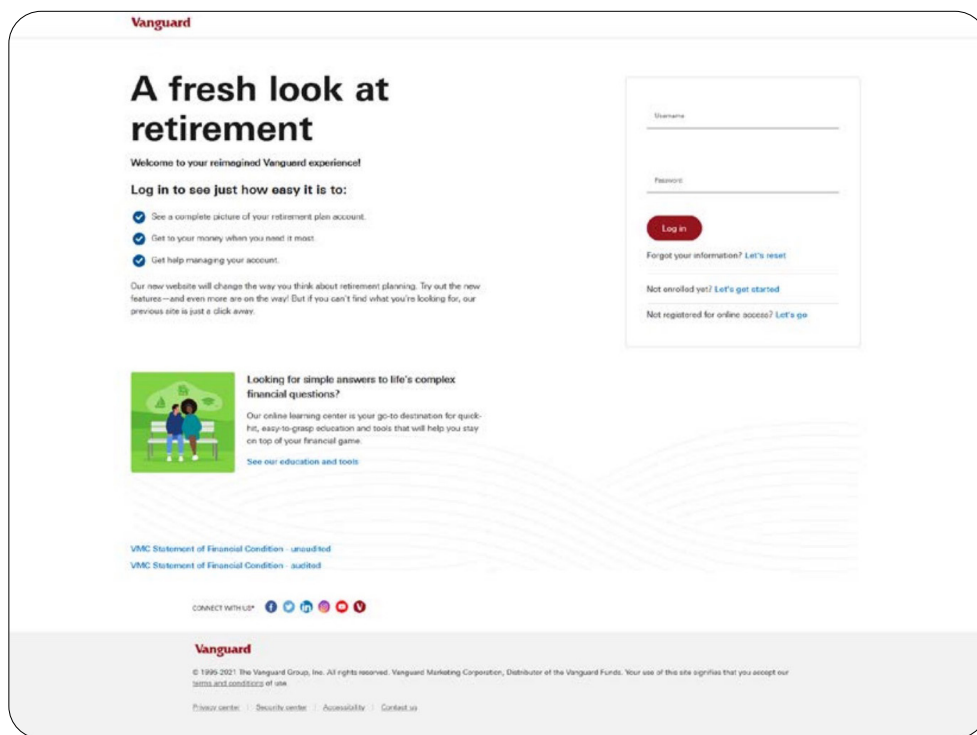 Vanguard
A fresh look at
retirement
Welcome to your reimagined Vanguard experience!
Log in to see just how easy it is to:
See a complete picture of your retirement plan account.
Get to your money when you need it most.
Get help managing your account.
Our new website will change the way you think about retirement planning. Try out the new
features—and even more are on the way! But if you can't find what you're looking for, our
previous site is just a click away.
Username
Password
Log in
Forgot your information? Let's reset
Not enrolled yet? Let's get started
Not registered for online access? Let's go
Looking for simple answers to life's complex
financial questions?
Our online learning center is your go-to destination for quick-
hit, easy-to-grasp education and tools that will help you stay
on top of your financial game.
See our education and tools
VMC Statement of Financial Condition - unaudited
VMC Statement of Financial Condition - audited
CONNECT WITH US*
Vanguard
© 1995-2021 The Vanguard Group, Inc. All rights reserved. Vanguard Marketing Corporation, Distributor of the Vanguard Funds. Your use of this site signifies that you accept our
terms and conditions of use.
Privacy center | Security center | Accessibility | Contact us